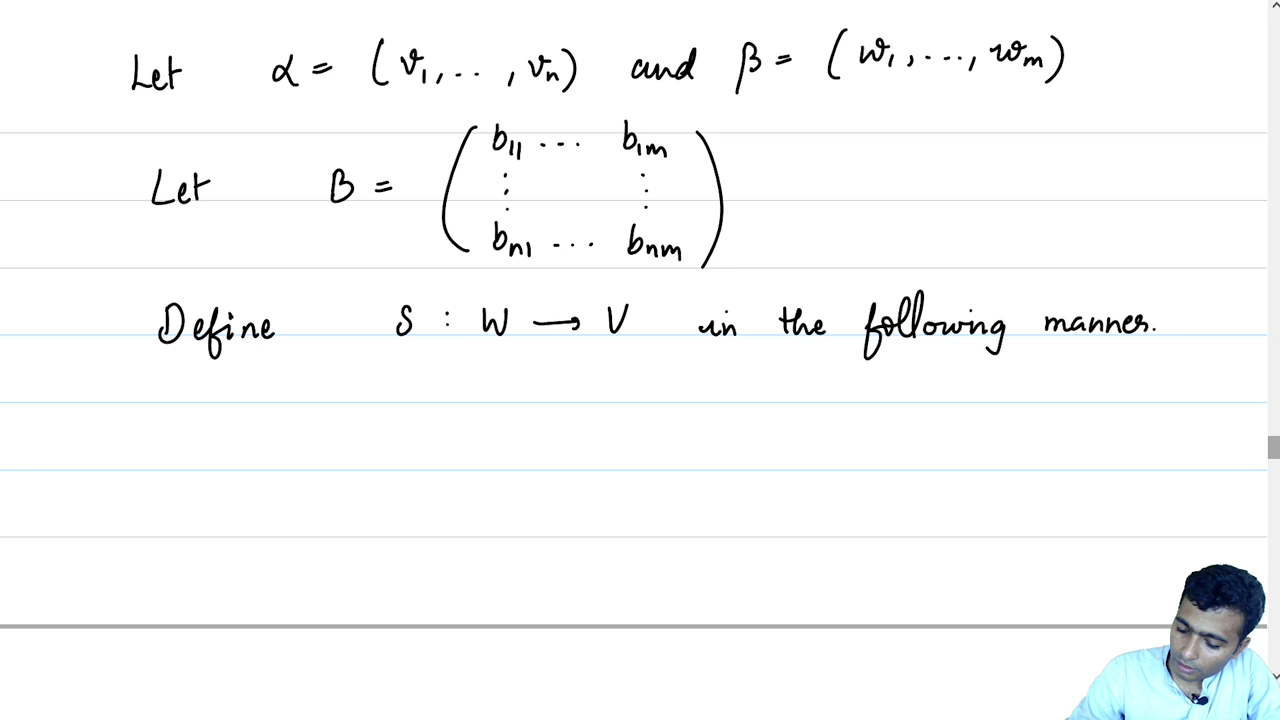 Let α = (v₁, .. , vₙ) and β = (w₁, ..., wₘ)
Let B = ( b₁₁ ... b₁ₘ
⋮ ⋮
bₙ₁ ... bₙₘ )
Define S : W ⟶ V in the following manner.